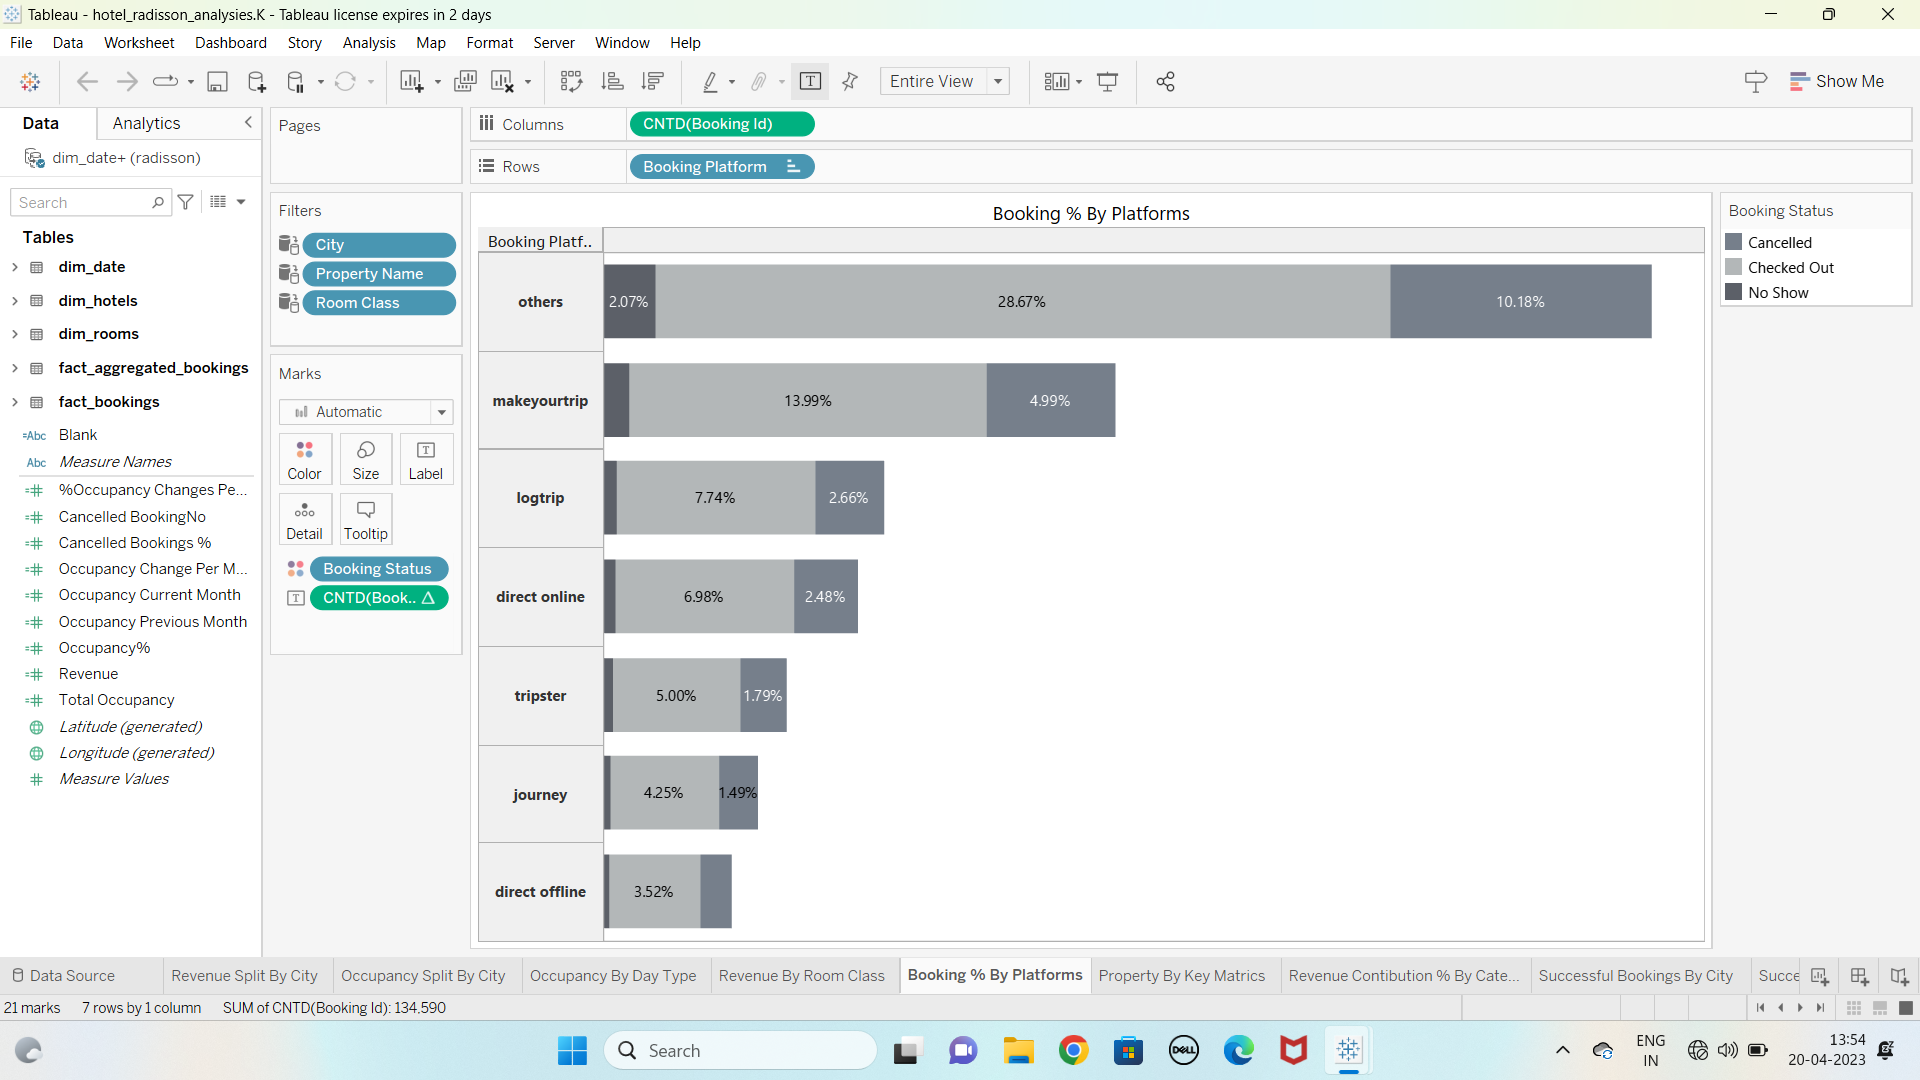 Tableau - hotel_radisson_analysies.K - Tableau license expires in 2 days
File Data Worksheet Dashboard Story Analysis Map Format Server Window Help
Entire View
Show Me
Data Analytics
dim_date+ (radisson)
Search
Tables
dim_date
dim_hotels
dim_rooms
fact_aggregated_bookings
fact_bookings
Abc Blank
Abc Measure Names
%Occupancy Changes Pe...
Cancelled BookingNo
Cancelled Bookings %
Occupancy Change Per M...
Occupancy Current Month
Occupancy Previous Month
Occupancy%
Revenue
Total Occupancy
Latitude (generated)
Longitude (generated)
Measure Values
Pages
Filters
City
Property Name
Room Class
Marks
Automatic
Color Size Label
Detail Tooltip
Booking Status
CNTD(Book..
Columns CNTD(Booking Id)
Rows Booking Platform
Booking % By Platforms
Booking Platf..
others 2.07% 28.67% 10.18%
makeyourtrip 13.99% 4.99%
logtrip 7.74% 2.66%
direct online 6.98% 2.48%
tripster 5.00% 1.79%
journey 4.25% 1.49%
direct offline 3.52%
Booking Status
Cancelled
Checked Out
No Show
Data Source Revenue Split By City Occupancy Split By City Occupancy By Day Type Revenue By Room Class Booking % By Platforms Property By Key Matrics Revenue Contibution % By Cate... Successful Bookings By City Succe
21 marks 7 rows by 1 column SUM of CNTD(Booking Id): 134,590
Search
DELL
ENG
IN
13:54
20-04-2023